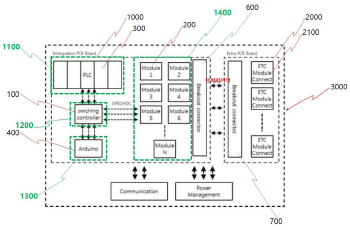 1000
300
200
1400
600
2000
2100
1100
Integration PCB Board
Extra PCB Board
PLC
Module 1
Module 2
Module 3
Module 4
Module 5
Module 6
Module N
Breakout connector
Breakout connector
ETC Module Connect
ETC Module Connect
ETC Module Connect
3000
100
switching controller
GPIO/ADC
1200
400
Arduino
1300
Communication
Power Management
700